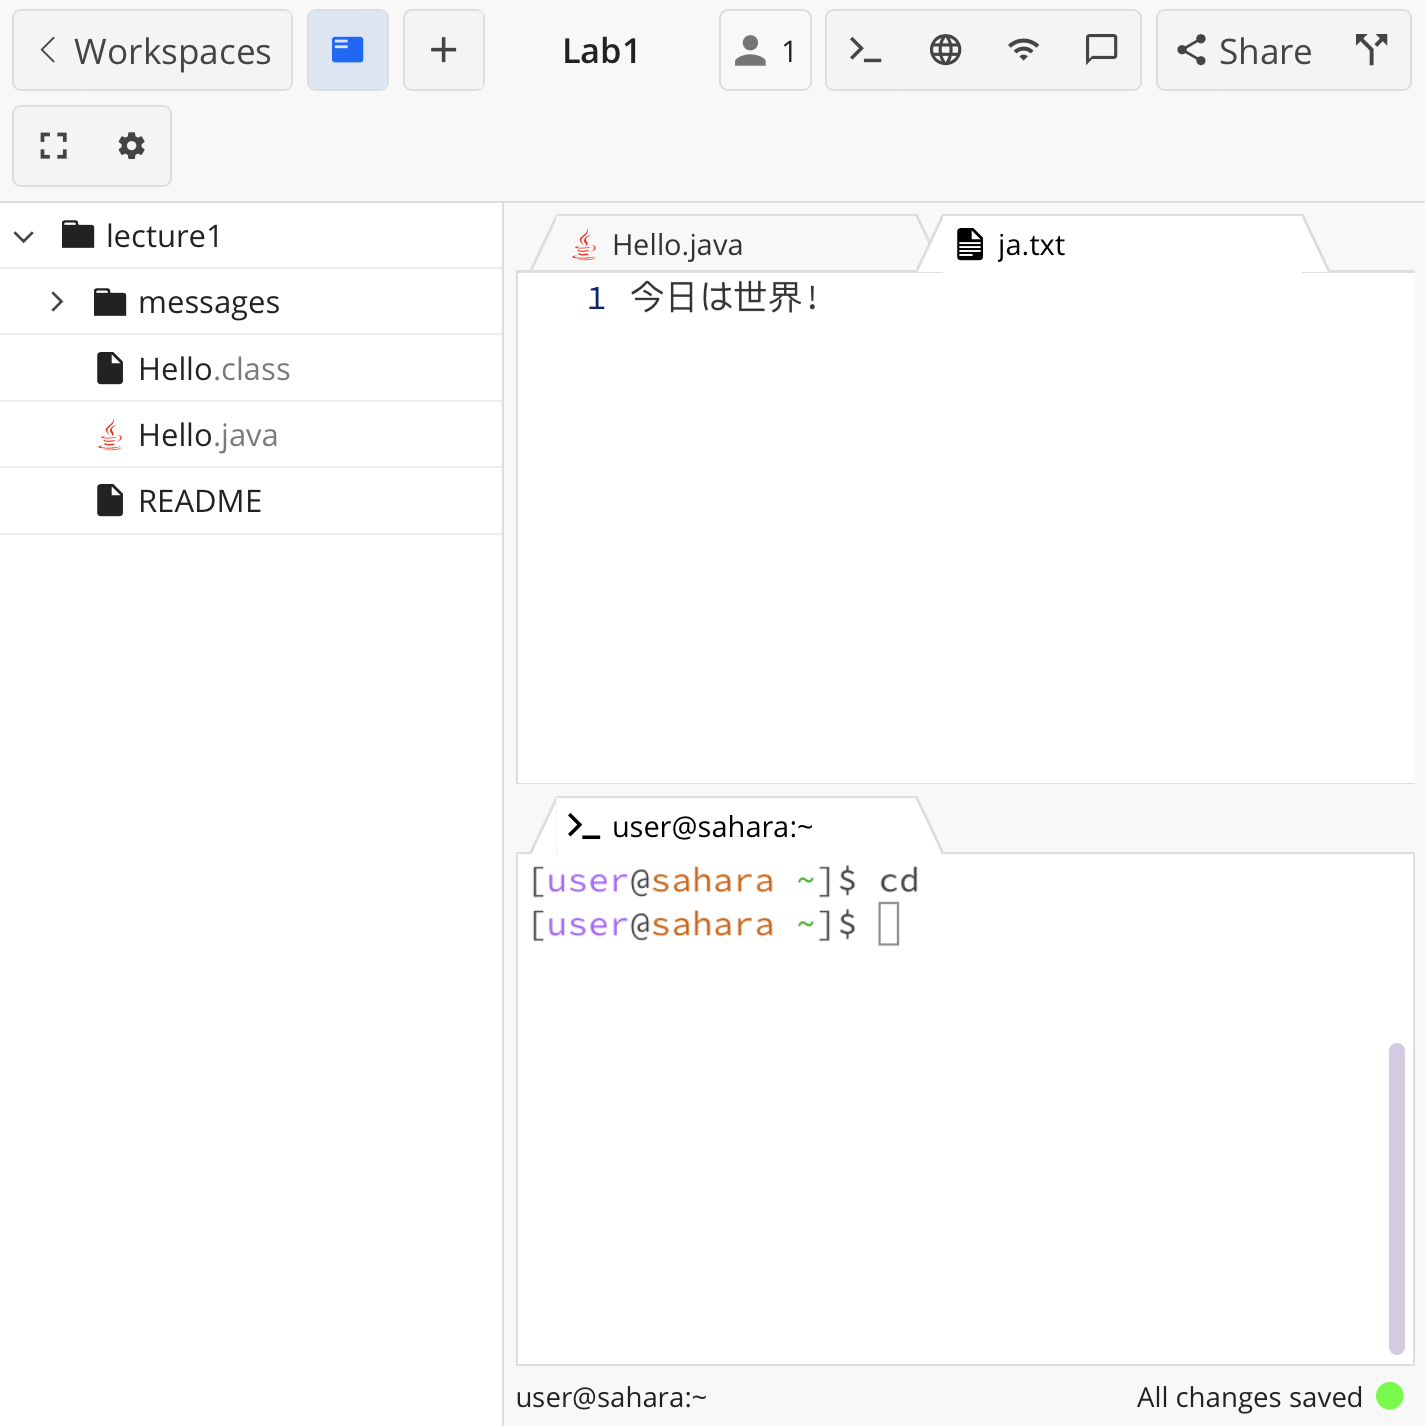 Workspaces
Lab1
1
Share
lecture1
messages
Hello.class
Hello.java
README
Hello.java
ja.txt
1 今日は世界!
user@sahara:~
[user@sahara ~]$ cd
[user@sahara ~]$
user@sahara:~
All changes saved